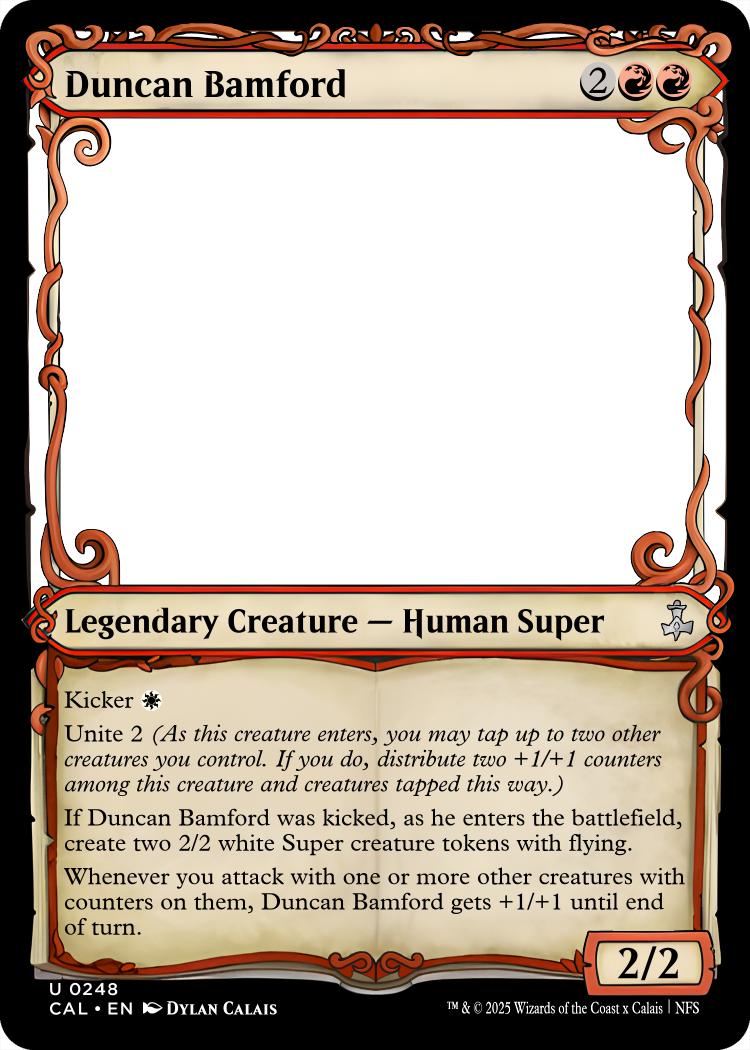 Duncan Bamford 2
Legendary Creature — Human Super
Kicker
Unite 2 (As this creature enters, you may tap up to two other
creatures you control. If you do, distribute two +1/+1 counters
among this creature and creatures tapped this way.)
If Duncan Bamford was kicked, as he enters the battlefield,
create two 2/2 white Super creature tokens with flying.
Whenever you attack with one or more other creatures with
counters on them, Duncan Bamford gets +1/+1 until end
of turn.
2/2
U 0248
CAL • EN Dylan Calais
™ & © 2025 Wizards of the Coast x Calais | NFS